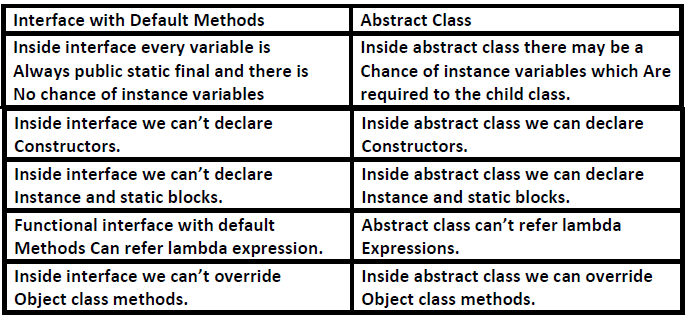 Interface with Default Methods
Abstract Class
Inside interface every variable is
Always public static final and there is
No chance of instance variables
Inside abstract class there may be a
Chance of instance variables which Are
required to the child class.
Inside interface we can’t declare
Constructors.
Inside abstract class we can declare
Constructors.
Inside interface we can’t declare
Instance and static blocks.
Inside abstract class we can declare
Instance and static blocks.
Functional interface with default
Methods Can refer lambda expression.
Abstract class can’t refer lambda
Expressions.
Inside interface we can’t override
Object class methods.
Inside abstract class we can override
Object class methods.